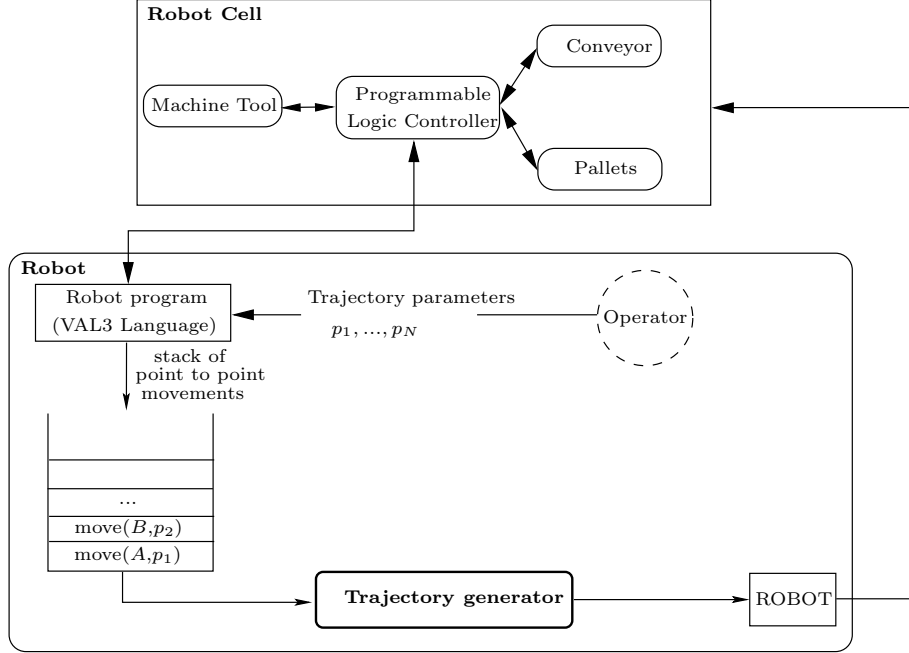 Robot Cell
Conveyor
Machine Tool
Programmable
Logic Controller
Pallets
Robot
Robot program
(VAL3 Language)
Trajectory parameters
p₁, ..., p_N
Operator
stack of
point to point
movements
...
move(B,p₂)
move(A,p₁)
Trajectory generator
ROBOT